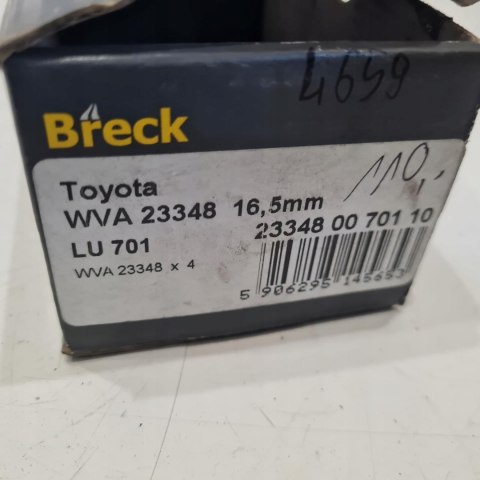 4659
Breck
Toyota
110,-
WVA 23348 16,5mm
23348 00 701 10
LU 701
WVA 23348 x 4
5 906295 145653